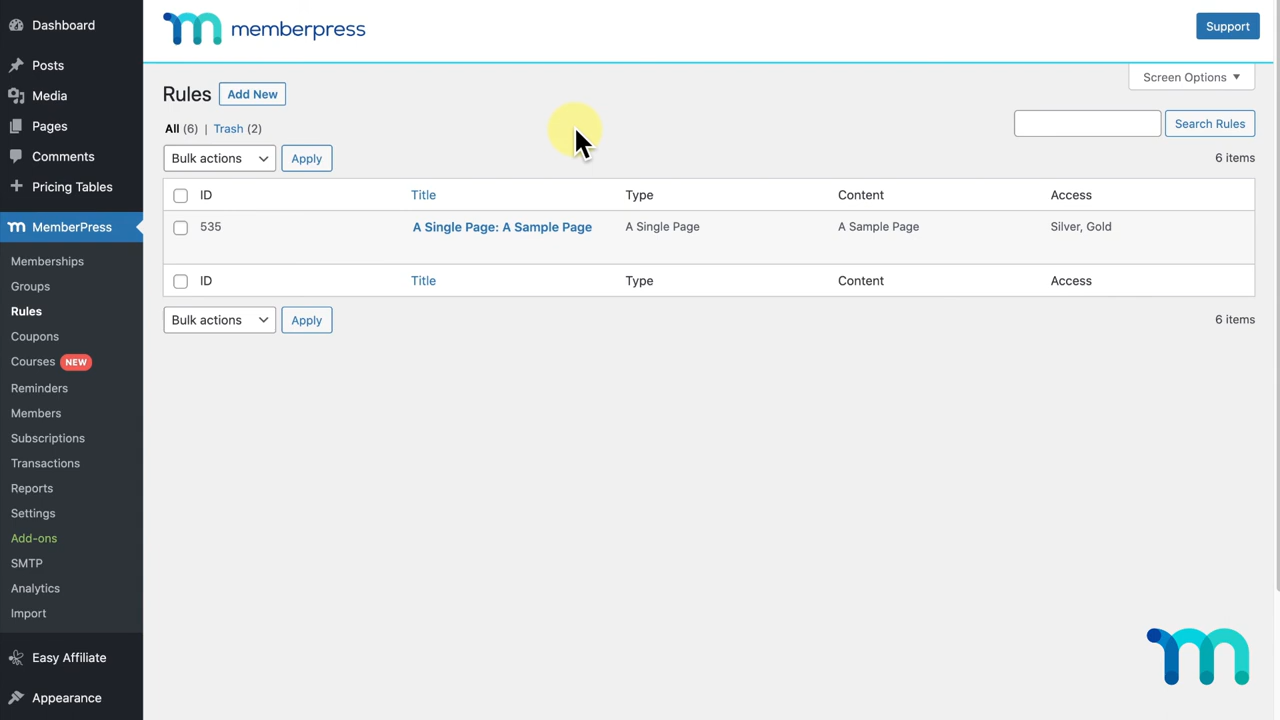 Dashboard
Posts
Media
Pages
Comments
Pricing Tables
MemberPress
Memberships
Groups
Rules
Coupons
Courses NEW
Reminders
Members
Subscriptions
Transactions
Reports
Settings
Add-ons
SMTP
Analytics
Import
Easy Affiliate
Appearance
memberpress
Support
Screen Options
Rules Add New
All (6) | Trash (2)
Search Rules
Bulk actions Apply
6 items
ID Title Type Content Access
535 A Single Page: A Sample Page A Single Page A Sample Page Silver, Gold
ID Title Type Content Access
Bulk actions Apply
6 items